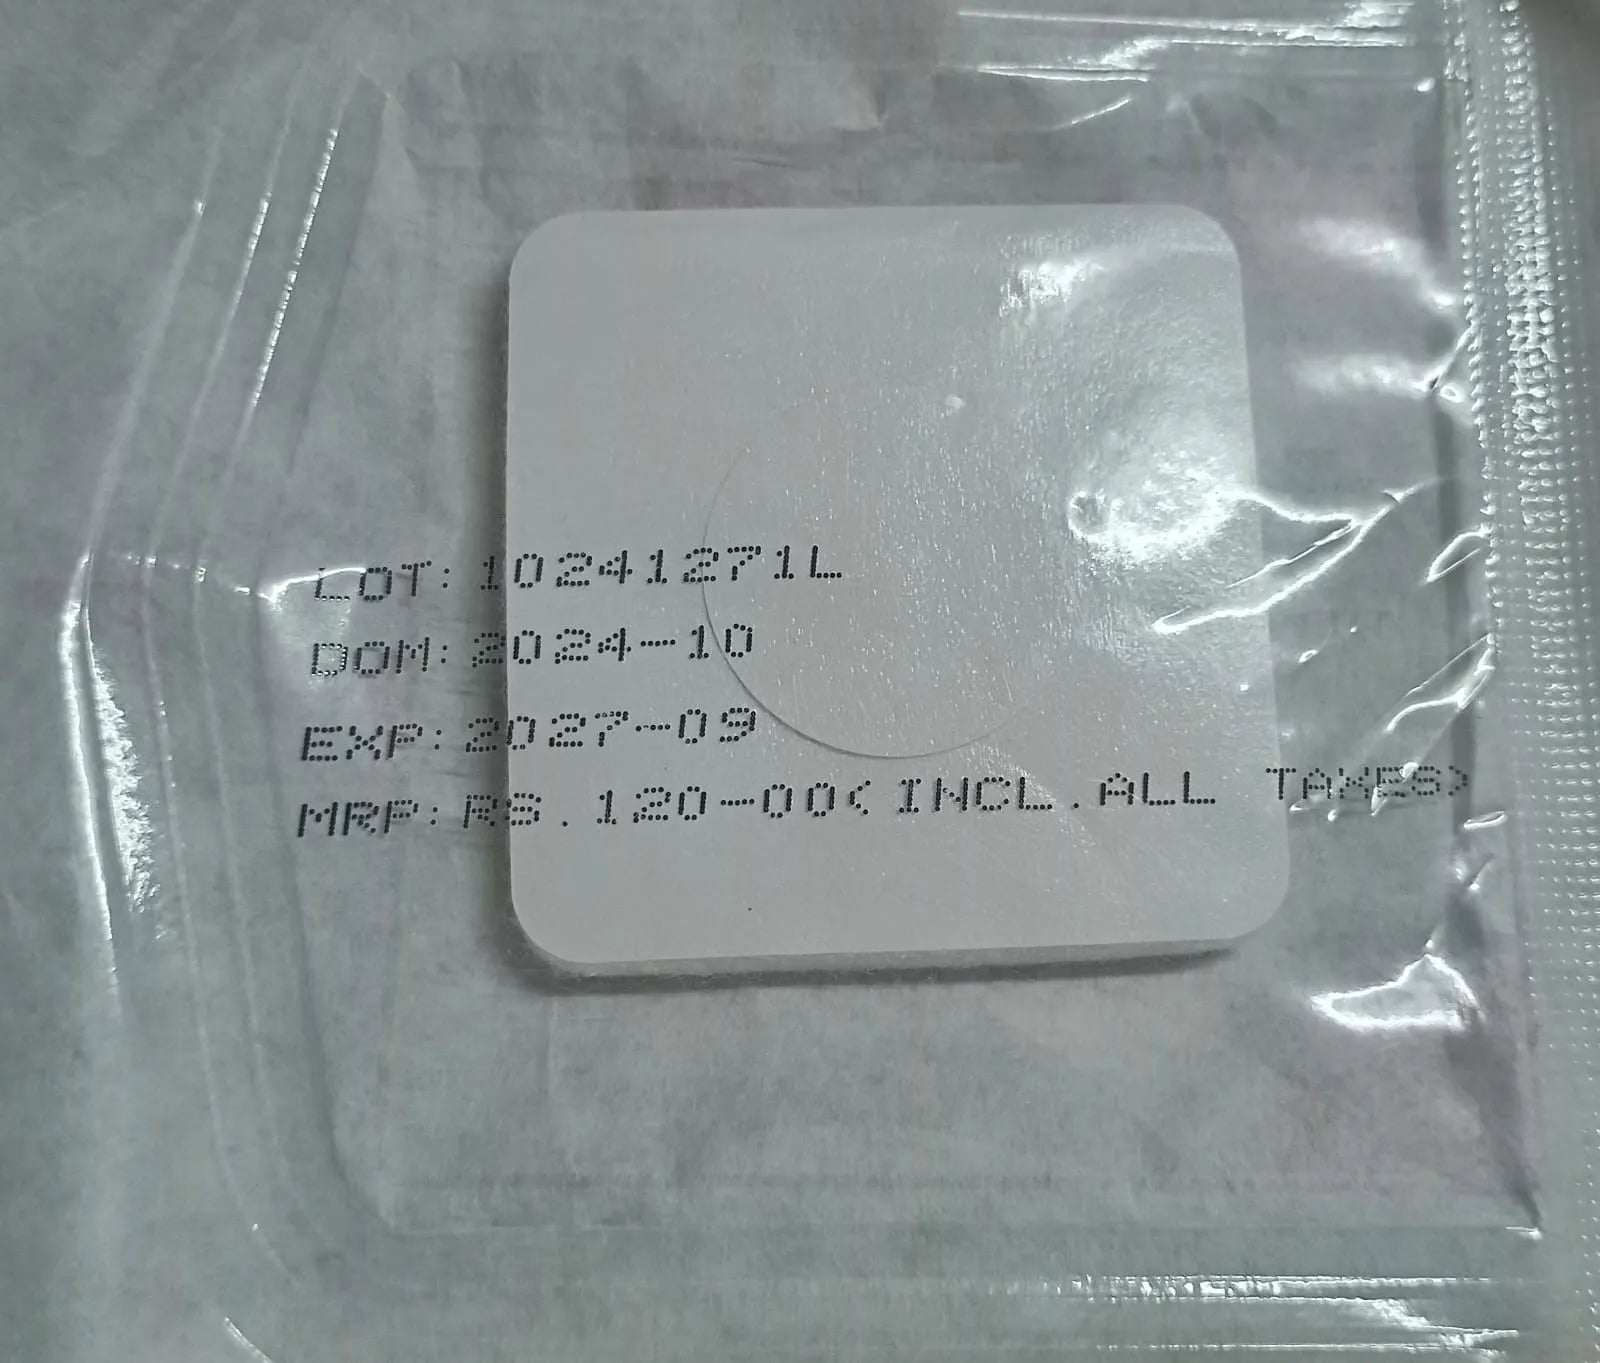 LOT: 10241271L
DOM: 2024-10
EXP: 2027-09
MRP: RS. 120-00(INCL.ALL TAXES)